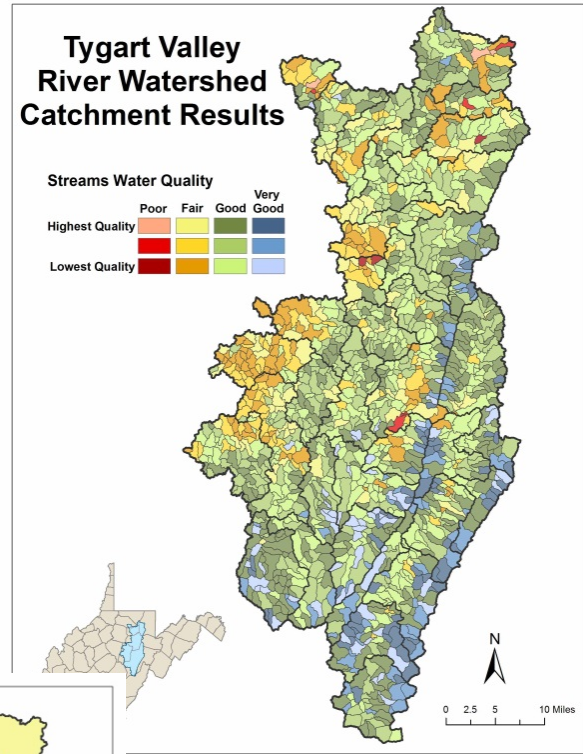 Tygart Valley
River Watershed
Catchment Results
Streams Water Quality
Poor Fair Good Very Good
Highest Quality
Lowest Quality
N
0 2.5 5 10 Miles